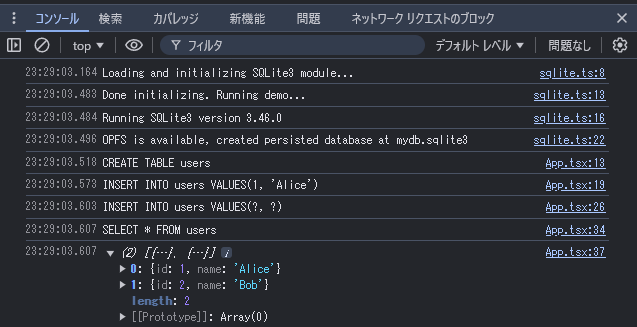 コンソール 検索 カバレッジ 新機能 問題 ネットワーク リクエストのブロック
top フィルタ デフォルト レベル 問題なし
23:29:03.164 Loading and initializing SQLite3 module... sqlite.ts:8
23:29:03.483 Done initializing. Running demo... sqlite.ts:13
23:29:03.484 Running SQLite3 version 3.46.0 sqlite.ts:16
23:29:03.496 OPFS is available, created persisted database at mydb.sqlite3 sqlite.ts:22
23:29:03.518 CREATE TABLE users App.tsx:13
23:29:03.573 INSERT INTO users VALUES(1, 'Alice') App.tsx:19
23:29:03.603 INSERT INTO users VALUES(?, ?) App.tsx:26
23:29:03.607 SELECT * FROM users App.tsx:34
23:29:03.607 (2) [{…}, {…}] i App.tsx:37
0: {id: 1, name: 'Alice'}
1: {id: 2, name: 'Bob'}
length: 2
[[Prototype]]: Array(0)